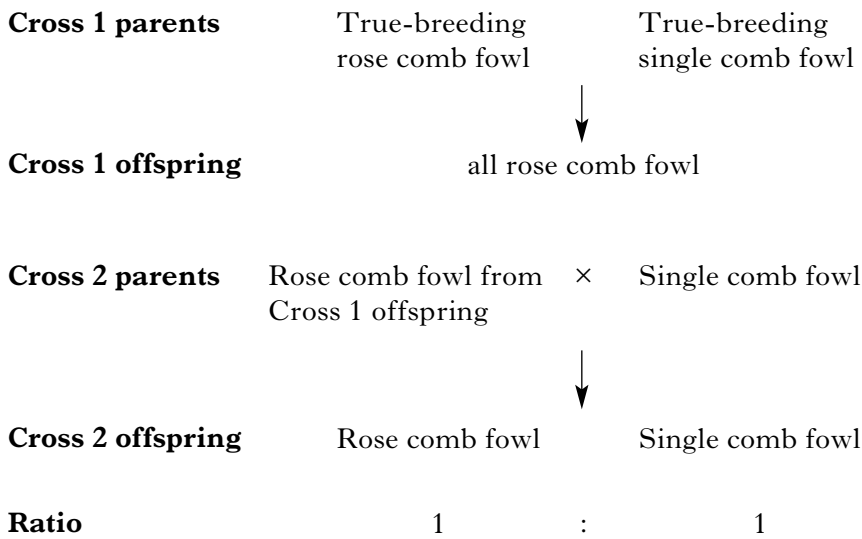 Cross 1 parents True-breeding True-breeding
rose comb fowl single comb fowl
Cross 1 offspring all rose comb fowl
Cross 2 parents Rose comb fowl from × Single comb fowl
Cross 1 offspring
Cross 2 offspring Rose comb fowl Single comb fowl
Ratio 1 : 1